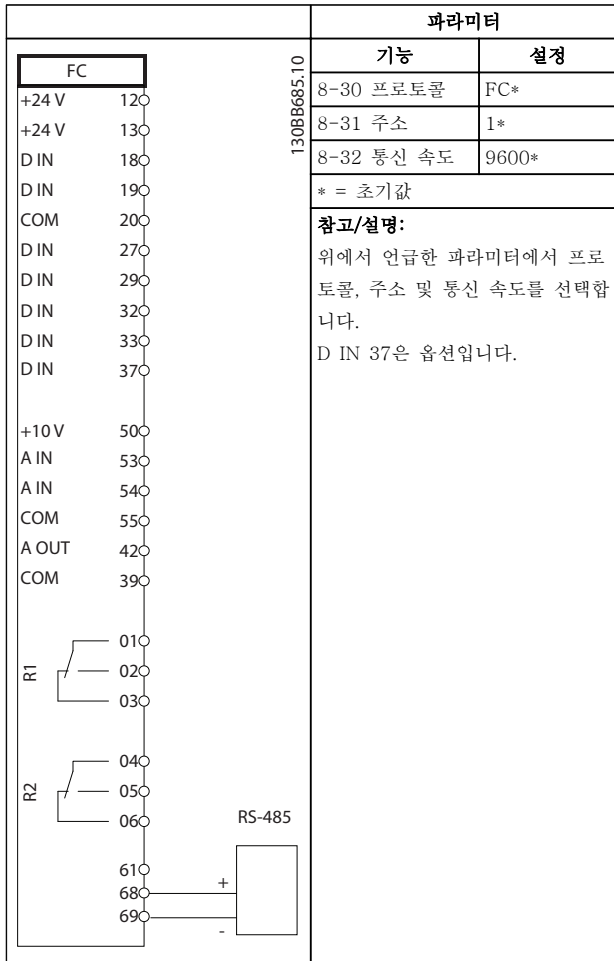 FC
+24 V 12
+24 V 13
D IN 18
D IN 19
COM 20
D IN 27
D IN 29
D IN 32
D IN 33
D IN 37
+10 V 50
A IN 53
A IN 54
COM 55
A OUT 42
COM 39
R1
01
02
03
R2
04
05
06
RS-485
61
68 +
69 -
130BB685.10
파라미터
기능 설정
8-30 프로토콜 FC*
8-31 주소 1*
8-32 통신 속도 9600*
* = 초기값
참고/설명:
위에서 언급한 파라미터에서 프로
토콜, 주소 및 통신 속도를 선택합
니다.
D IN 37은 옵션입니다.